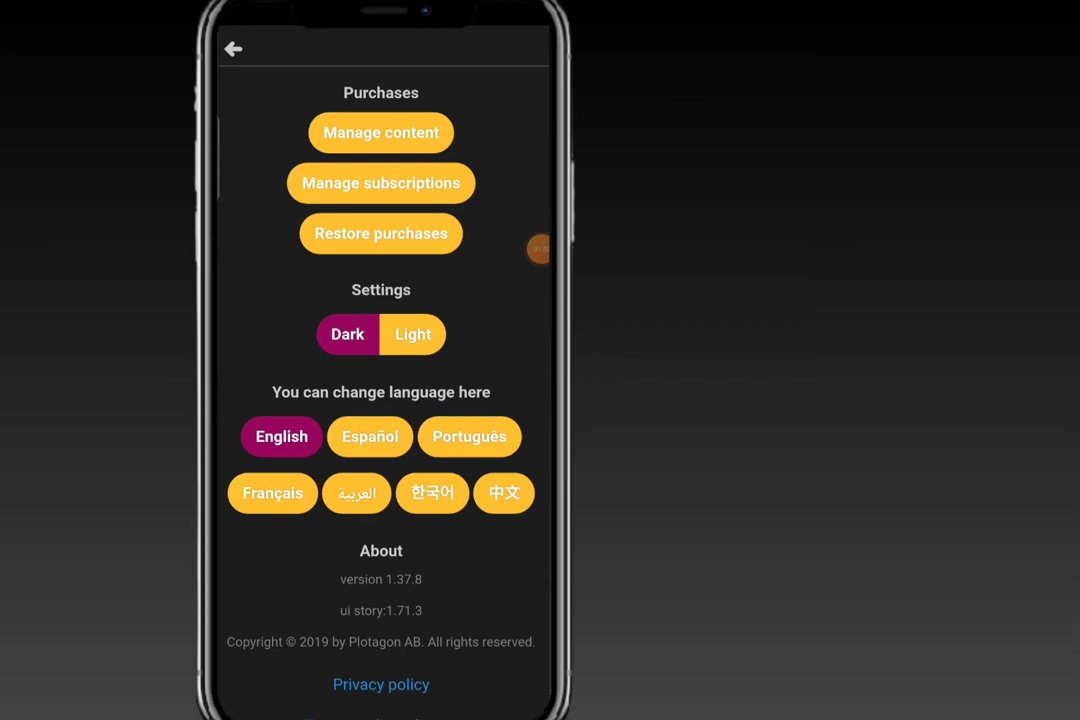 Purchases
Manage content
Manage subscriptions
Restore purchases
Settings
Dark Light
You can change language here
English Español Português
Français العربية 한국어 中文
About
version 1.37.8
ui story:1.71.3
Copyright © 2019 by Plotagon AB. All rights reserved.
Privacy policy